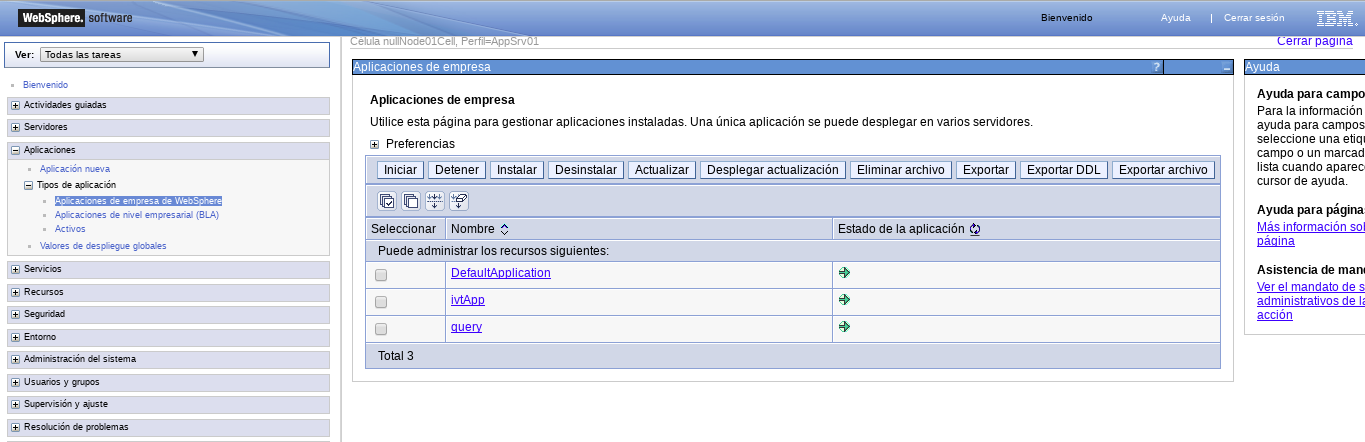 WebSphere. software
Bienvenido Ayuda | Cerrar sesión IBM.
Ver: Todas las tareas
Bienvenido
Actividades guiadas
Servidores
Aplicaciones
Aplicación nueva
Tipos de aplicación
Aplicaciones de empresa de WebSphere
Aplicaciones de nivel empresarial (BLA)
Activos
Valores de despliegue globales
Servicios
Recursos
Seguridad
Entorno
Administración del sistema
Usuarios y grupos
Supervisión y ajuste
Resolución de problemas
Célula nullNode01Cell, Perfil=AppSrv01 Cerrar página
Aplicaciones de empresa ? –
Aplicaciones de empresa
Utilice esta página para gestionar aplicaciones instaladas. Una única aplicación se puede desplegar en varios servidores.
Preferencias
Iniciar Detener Instalar Desinstalar Actualizar Desplegar actualización Eliminar archivo Exportar Exportar DDL Exportar archivo
Seleccionar Nombre Estado de la aplicación
Puede administrar los recursos siguientes:
DefaultApplication
ivtApp
query
Total 3
Ayuda
Ayuda para campo
Para la información
ayuda para campos
seleccione una etiq
campo o un marcad
lista cuando aparec
cursor de ayuda.
Ayuda para página
Más información so
página
Asistencia de man
Ver el mandato de s
administrativos de l
acción